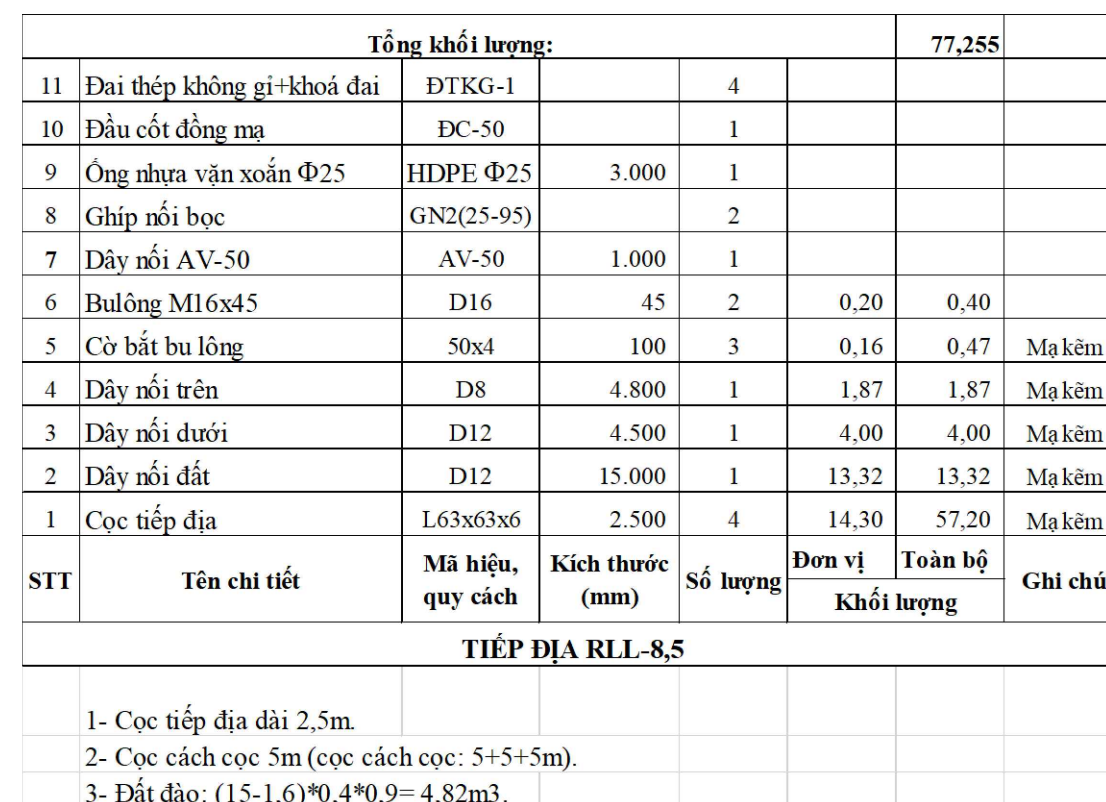 Tổng khối lượng: 77,255
11 Đai thép không gỉ+khoá đai ĐTKG-1 4
10 Đầu cốt đồng mạ ĐC-50 1
9 Ống nhựa vặn xoắn Φ25 HDPE Φ25 3.000 1
8 Ghíp nối bọc GN2(25-95) 2
7 Dây nối AV-50 AV-50 1.000 1
6 Bulông M16x45 D16 45 2 0,20 0,40
5 Cờ bắt bu lông 50x4 100 3 0,16 0,47 Mạ kẽm
4 Dây nối trên D8 4.800 1 1,87 1,87 Mạ kẽm
3 Dây nối dưới D12 4.500 1 4,00 4,00 Mạ kẽm
2 Dây nối đất D12 15.000 1 13,32 13,32 Mạ kẽm
1 Cọc tiếp địa L63x63x6 2.500 4 14,30 57,20 Mạ kẽm
STT Tên chi tiết Mã hiệu, quy cách Kích thước (mm) Số lượng Đơn vị Toàn bộ Khối lượng Ghi chú
TIẾP ĐỊA RLL-8,5
1- Cọc tiếp địa dài 2,5m.
2- Cọc cách cọc 5m (cọc cách cọc: 5+5+5m).
3- Đất đào: (15-1,6)*0,4*0,9= 4,82m3.